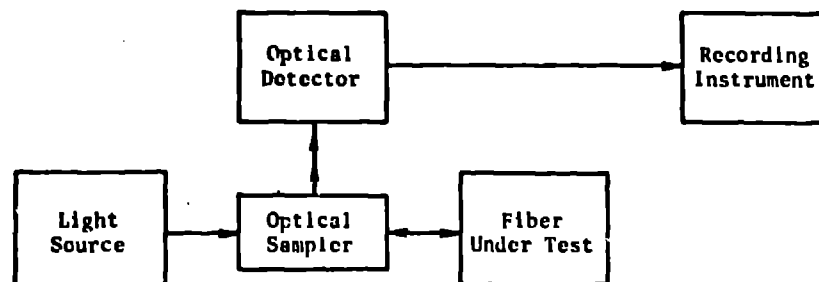 Optical
Detector
Recording
Instrument
Light
Source
Optical
Sampler
Fiber
Under Test